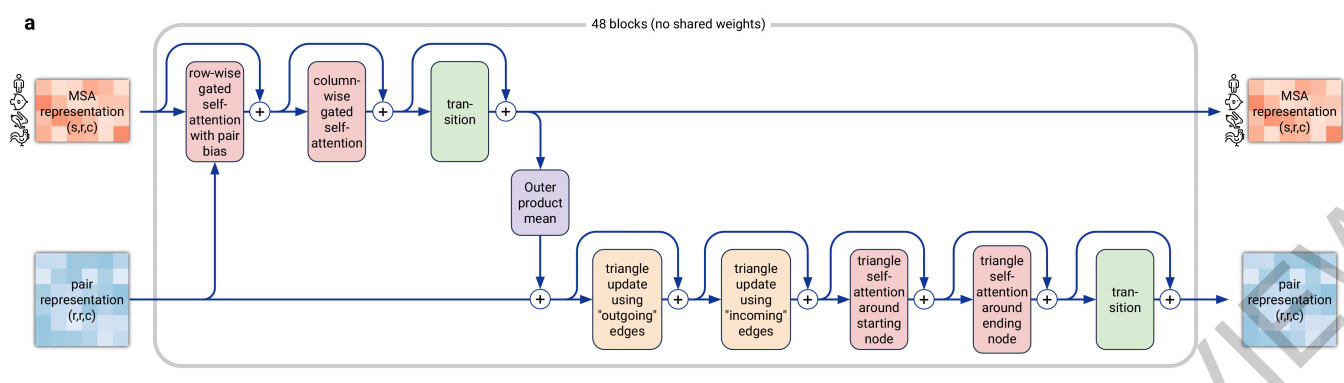 a
48 blocks (no shared weights)
MSA
representation
(s,r,c)
row-wise
gated
self-
attention
with pair
bias
+
column-
wise
gated
self-
attention
+
tran-
sition
+
MSA
representation
(s,r,c)
Outer
product
mean
pair
representation
(r,r,c)
+
triangle
update
using
"outgoing"
edges
+
triangle
update
using
"incoming"
edges
+
triangle
self-
attention
around
starting
node
+
triangle
self-
attention
around
ending
node
+
tran-
sition
+
pair
representation
(r,r,c)